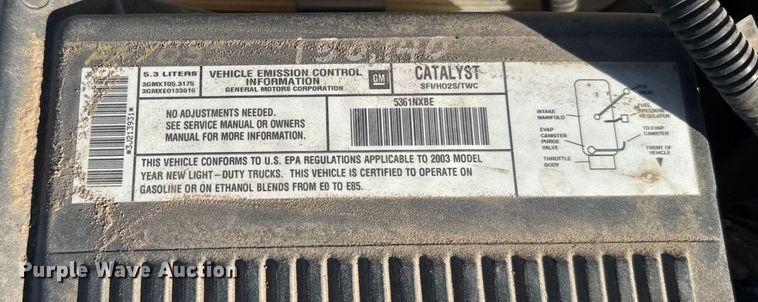 5.3 LITERS
3GMXT05.3175
3GMXE0133916
VEHICLE EMISSION CONTROL
INFORMATION
GENERAL MOTORS CORPORATION
GM
CATALYST
SFI/HO2S/TWC
*3J213931*
NO ADJUSTMENTS NEEDED.
SEE SERVICE MANUAL OR OWNERS
MANUAL FOR MORE INFORMATION.
5361NXBE
THIS VEHICLE CONFORMS TO U.S. EPA REGULATIONS APPLICABLE TO 2003 MODEL
YEAR NEW LIGHT-DUTY TRUCKS. THIS VEHICLE IS CERTIFIED TO OPERATE ON
GASOLINE OR ON ETHANOL BLENDS FROM E0 TO E85.
INTAKE
MANIFOLD
FUEL
PRESSURE
REGULATOR
EVAP
CANISTER
PURGE
VALVE
TO EVAP
CANISTER
THROTTLE
BODY
FRONT OF
VEHICLE
Purple Wave Auction